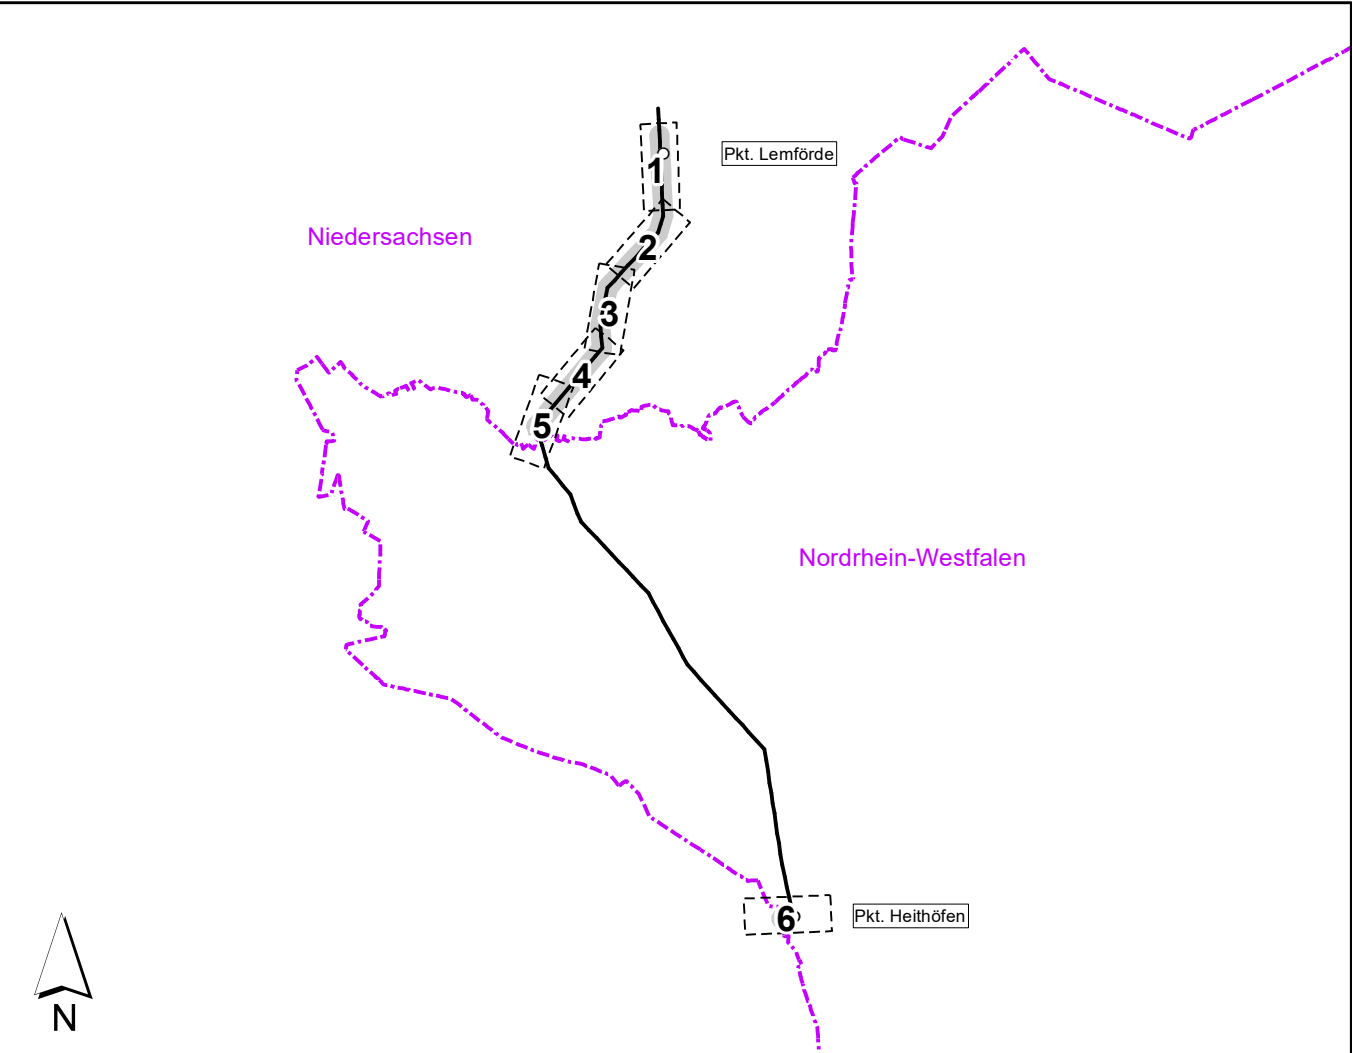 Pkt. Lemförde
1
Niedersachsen
2
3
4
5
Nordrhein-Westfalen
6
Pkt. Heithöfen
N